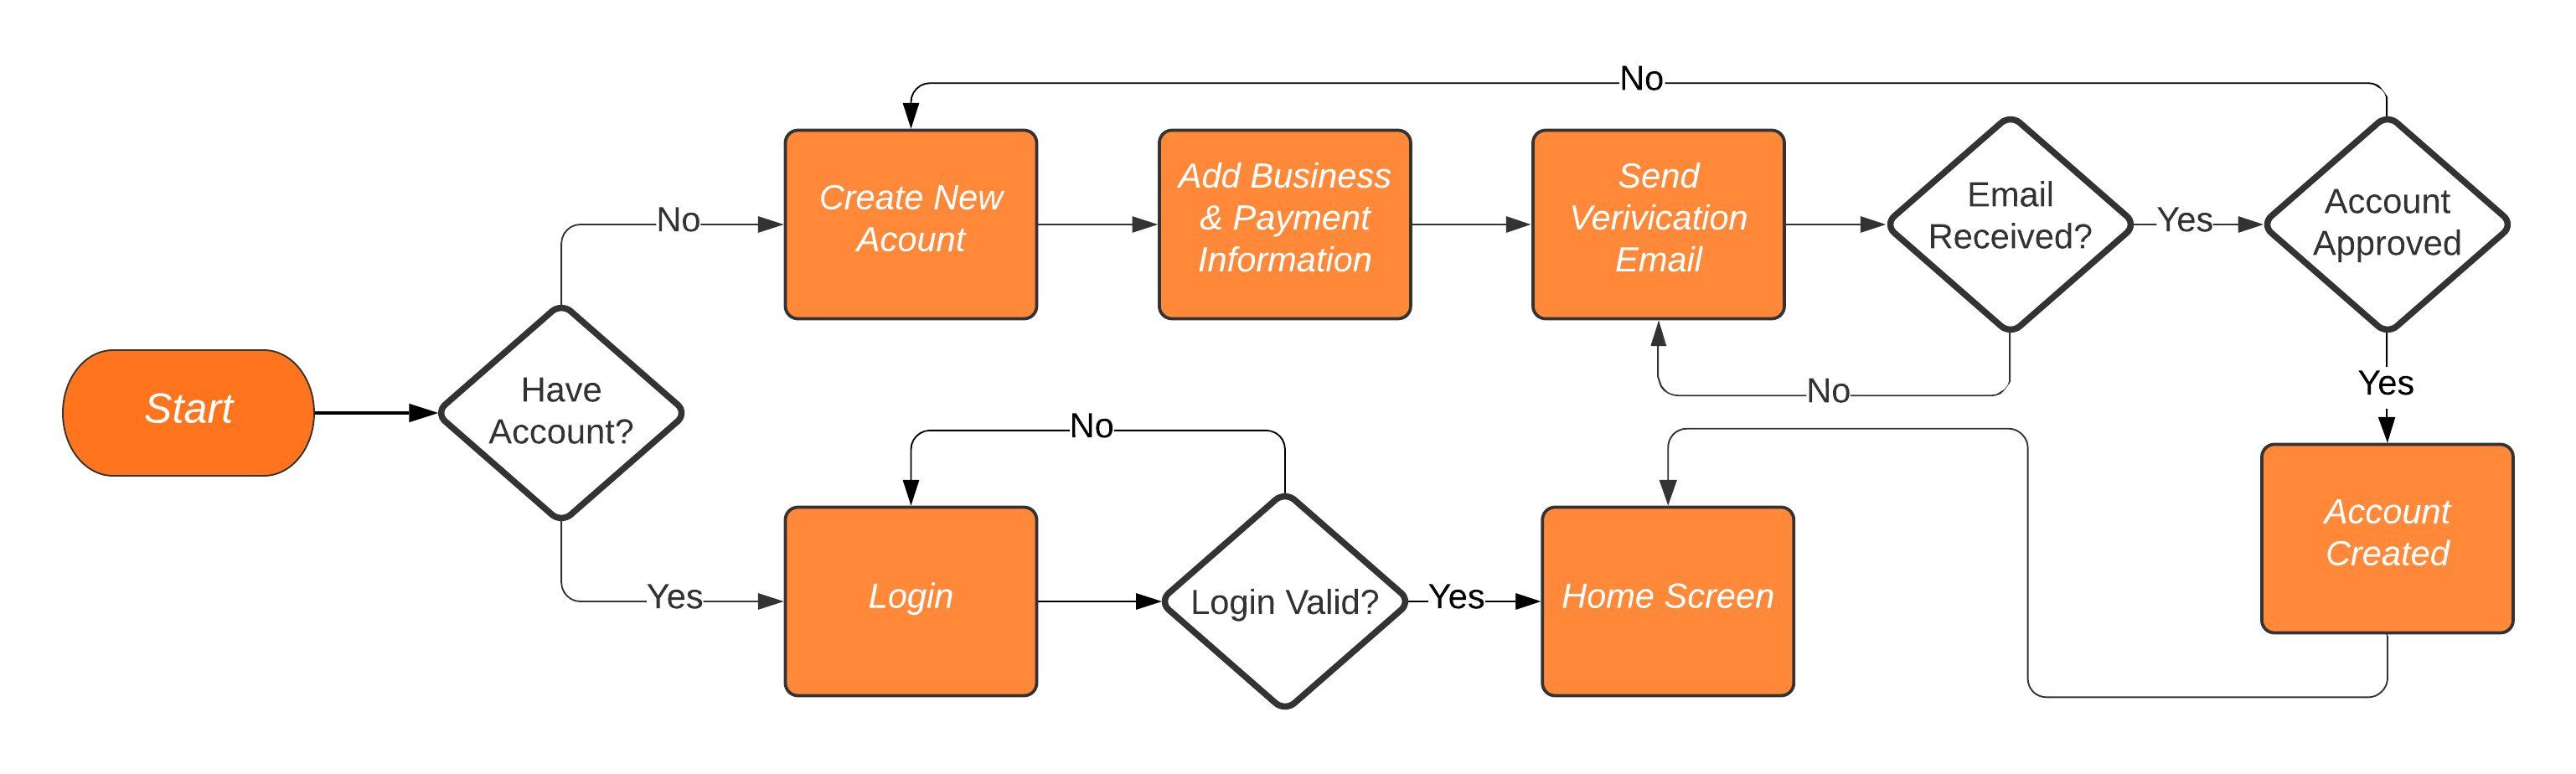 No
Create New
Acount
Add Business
& Payment
Information
Send
Verivication
Email
Email
Received?
Yes
Account
Approved
No
Start
Have
Account?
No
No
Yes
Account
Created
Yes
Login
Login Valid?
Yes
Home Screen